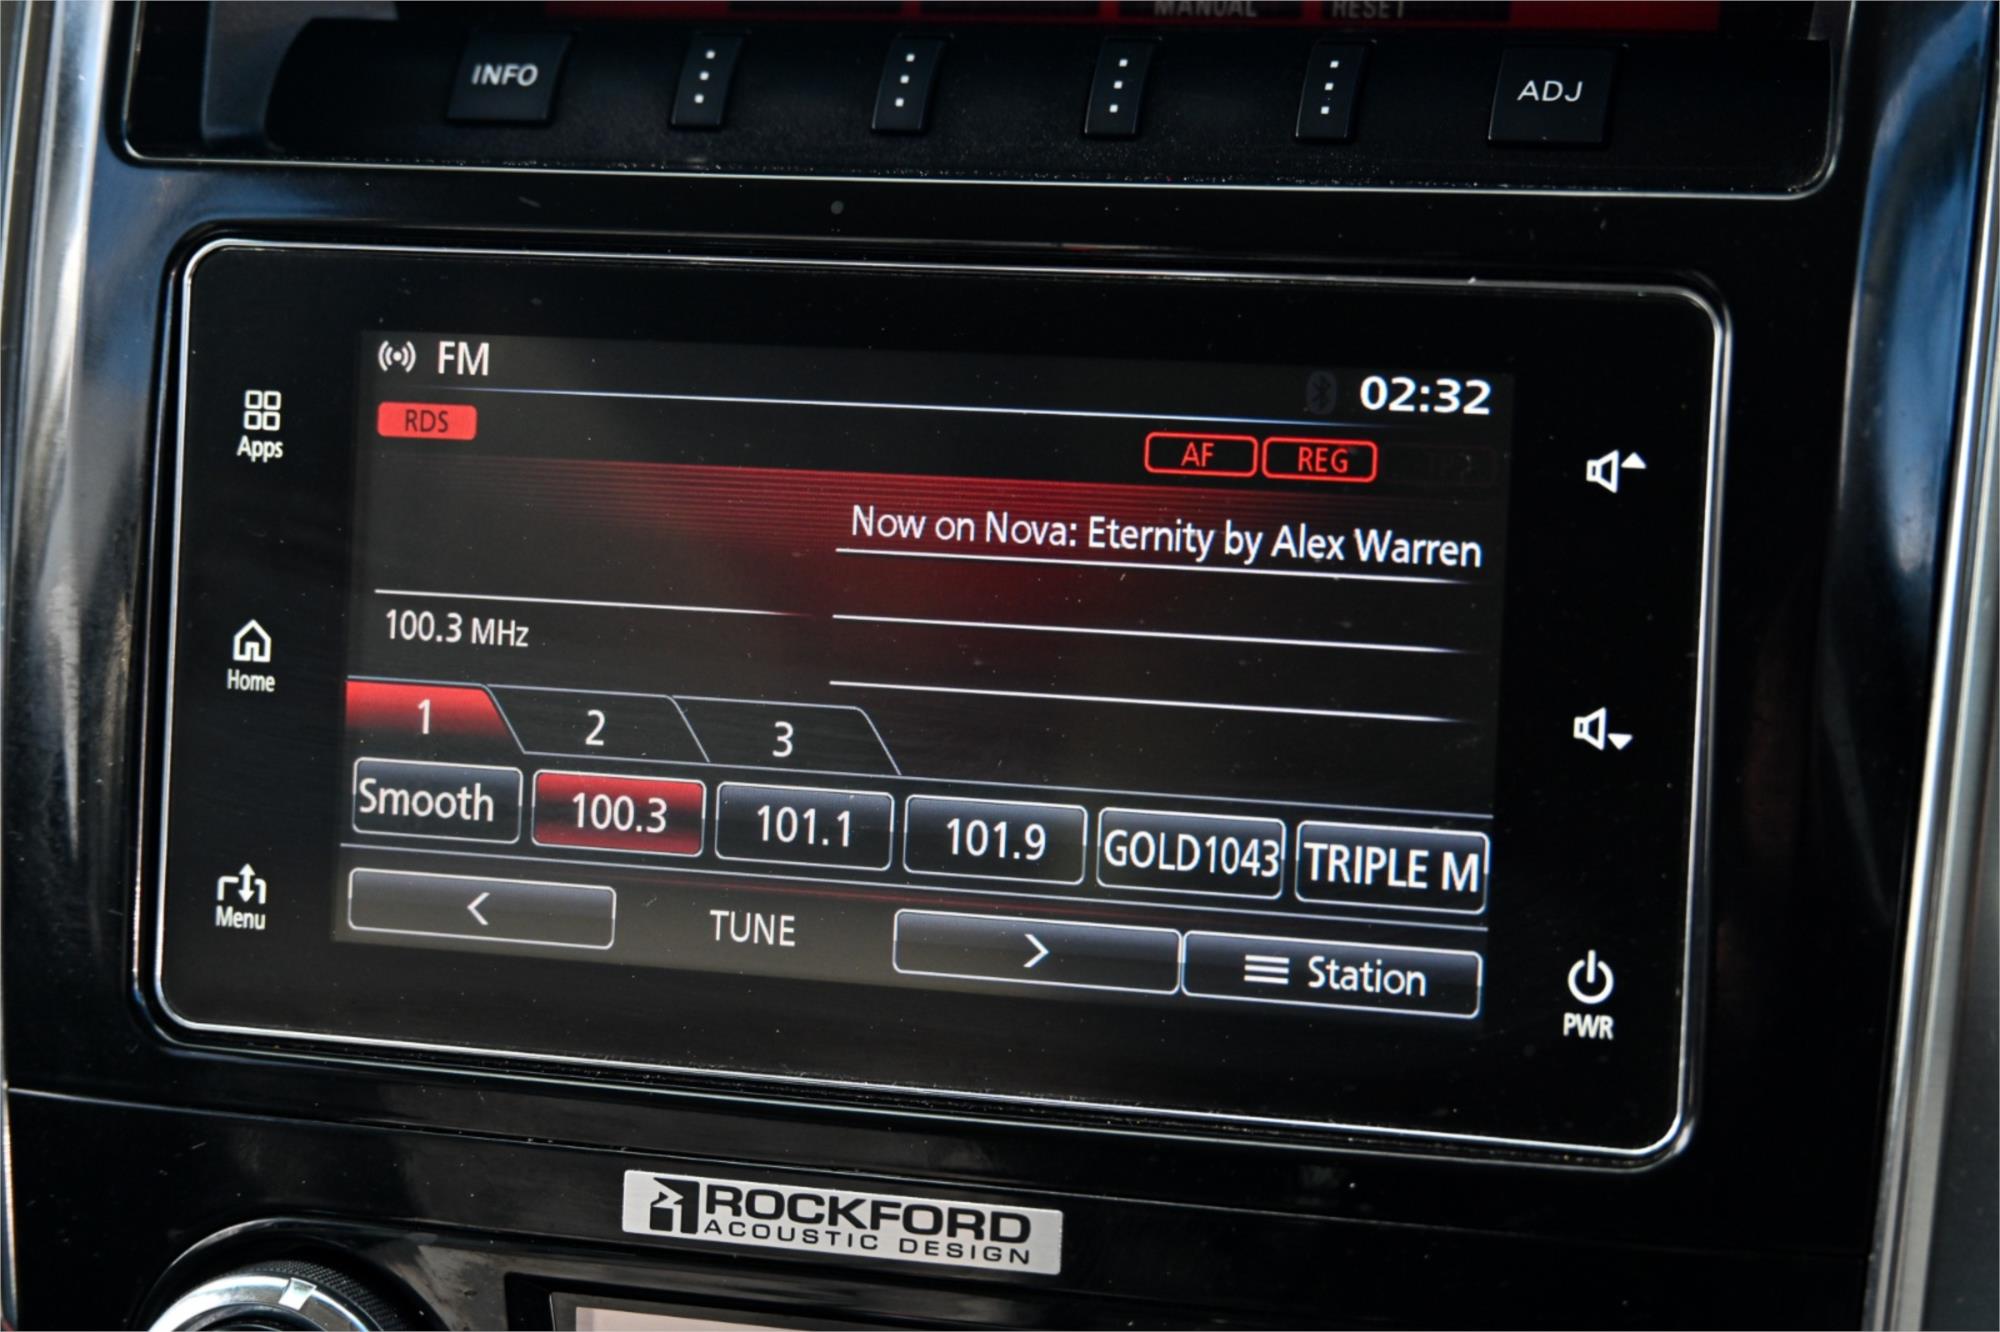 MANUAL RESET
INFO
ADJ
FM
02:32
RDS
AF REG
Apps
Now on Nova: Eternity by Alex Warren
100.3 MHz
Home
1 2 3
Smooth 100.3 101.1 101.9 GOLD1043 TRIPLE M
TUNE
Station
Menu
PWR
ROCKFORD
ACOUSTIC DESIGN